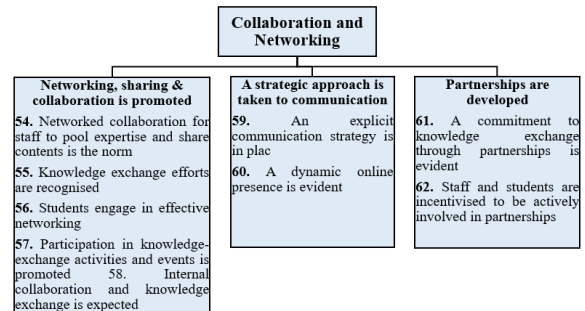 Collaboration and
Networking
Networking, sharing &
collaboration is promoted
54. Networked collaboration for
staff to pool expertise and share
contents is the norm
55. Knowledge exchange efforts
are recognised
56. Students engage in effective
networking
57. Participation in knowledge-
exchange activities and events is
promoted 58. Internal
collaboration and knowledge
exchange is expected
A strategic approach is
taken to communication
59. An explicit
communication strategy is
in plac
60. A dynamic online
presence is evident
Partnerships are
developed
61. A commitment to
knowledge exchange
through partnerships is
evident
62. Staff and students are
incentivised to be actively
involved in partnerships